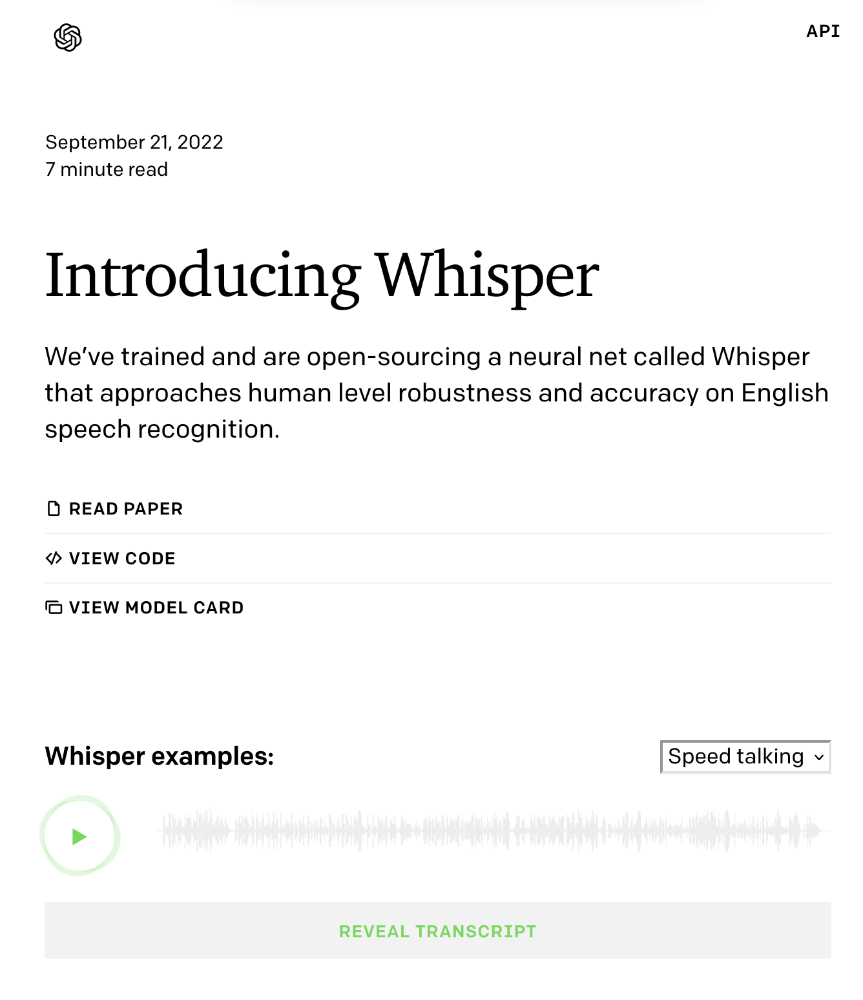 API
September 21, 2022
7 minute read
Introducing Whisper
We’ve trained and are open-sourcing a neural net called Whisper
that approaches human level robustness and accuracy on English
speech recognition.
READ PAPER
VIEW CODE
VIEW MODEL CARD
Whisper examples:
Speed talking
REVEAL TRANSCRIPT